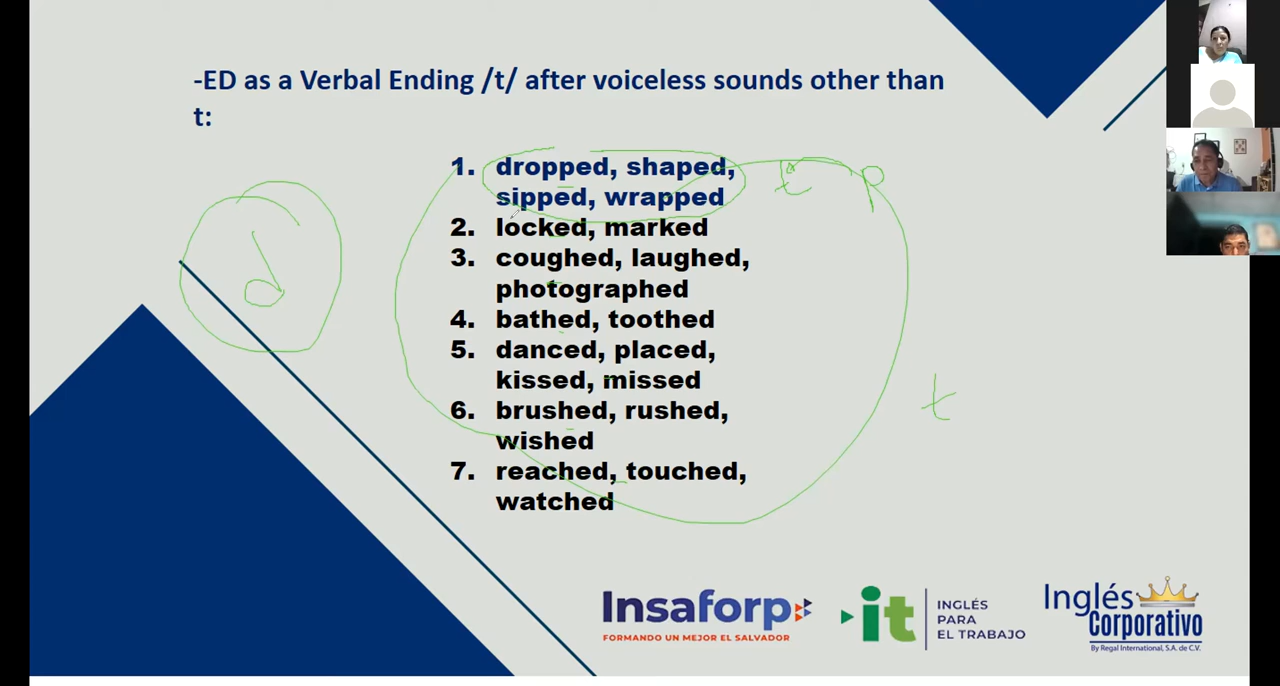 -ED as a Verbal Ending /t/ after voiceless sounds other than
t:
1. dropped, shaped,
sipped, wrapped
2. locked, marked
3. coughed, laughed,
photographed
4. bathed, toothed
5. danced, placed,
kissed, missed
6. brushed, rushed,
wished
7. reached, touched,
watched
t p
d
t
Insaforp
FORMANDO UN MEJOR EL SALVADOR
it
INGLÉS
PARA
EL TRABAJO
Inglés
Corporativo
By Regal International, S.A. de C.V.